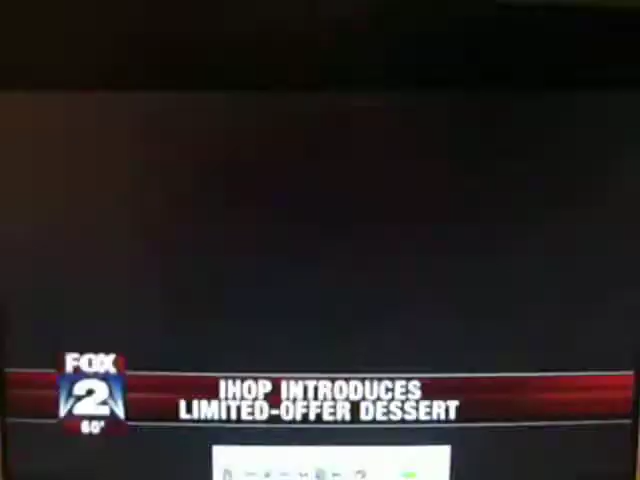 FOX
2
60°
IHOP INTRODUCES
LIMITED-OFFER DESSERT